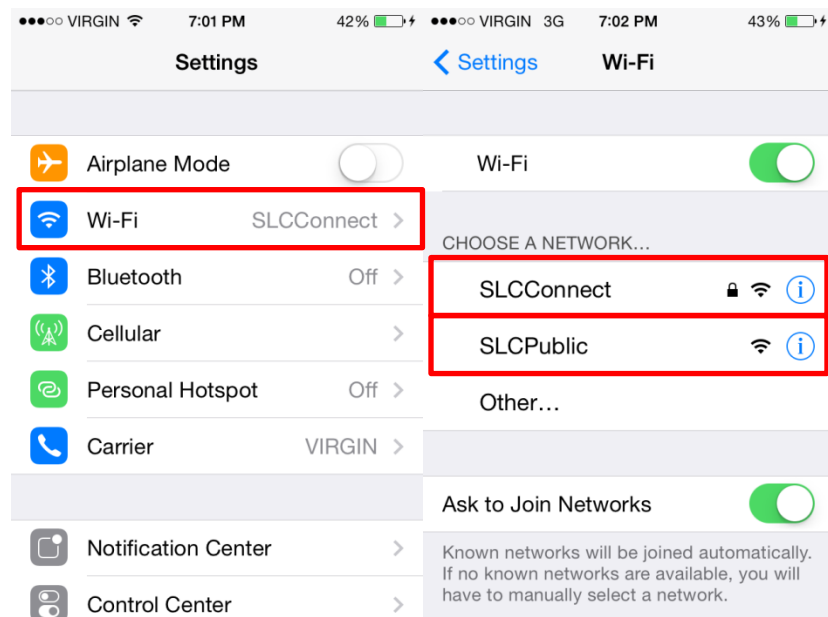 VIRGIN 7:01 PM 42%
Settings
Airplane Mode
Wi-Fi SLCConnect
Bluetooth Off
Cellular
Personal Hotspot Off
Carrier VIRGIN
Notification Center
Control Center
VIRGIN 3G 7:02 PM 43%
Settings Wi-Fi
Wi-Fi
CHOOSE A NETWORK...
SLCConnect
SLCPublic
Other...
Ask to Join Networks
Known networks will be joined automatically.
If no known networks are available, you will
have to manually select a network.